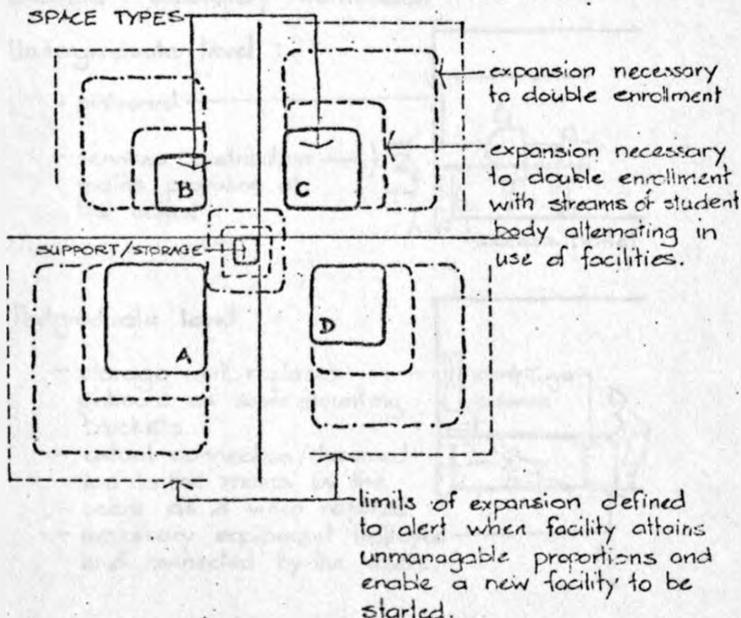 SPACE TYPES
expansion necessary
to double enrollment
expansion necessary
to double enrollment
with streams of student
body alternating in
use of facilities.
B
C
SUPPORT/STORAGE
A
D
limits of expansion defined
to alert when facility attains
unmanagable proportions and
enable a new facility to be
started.